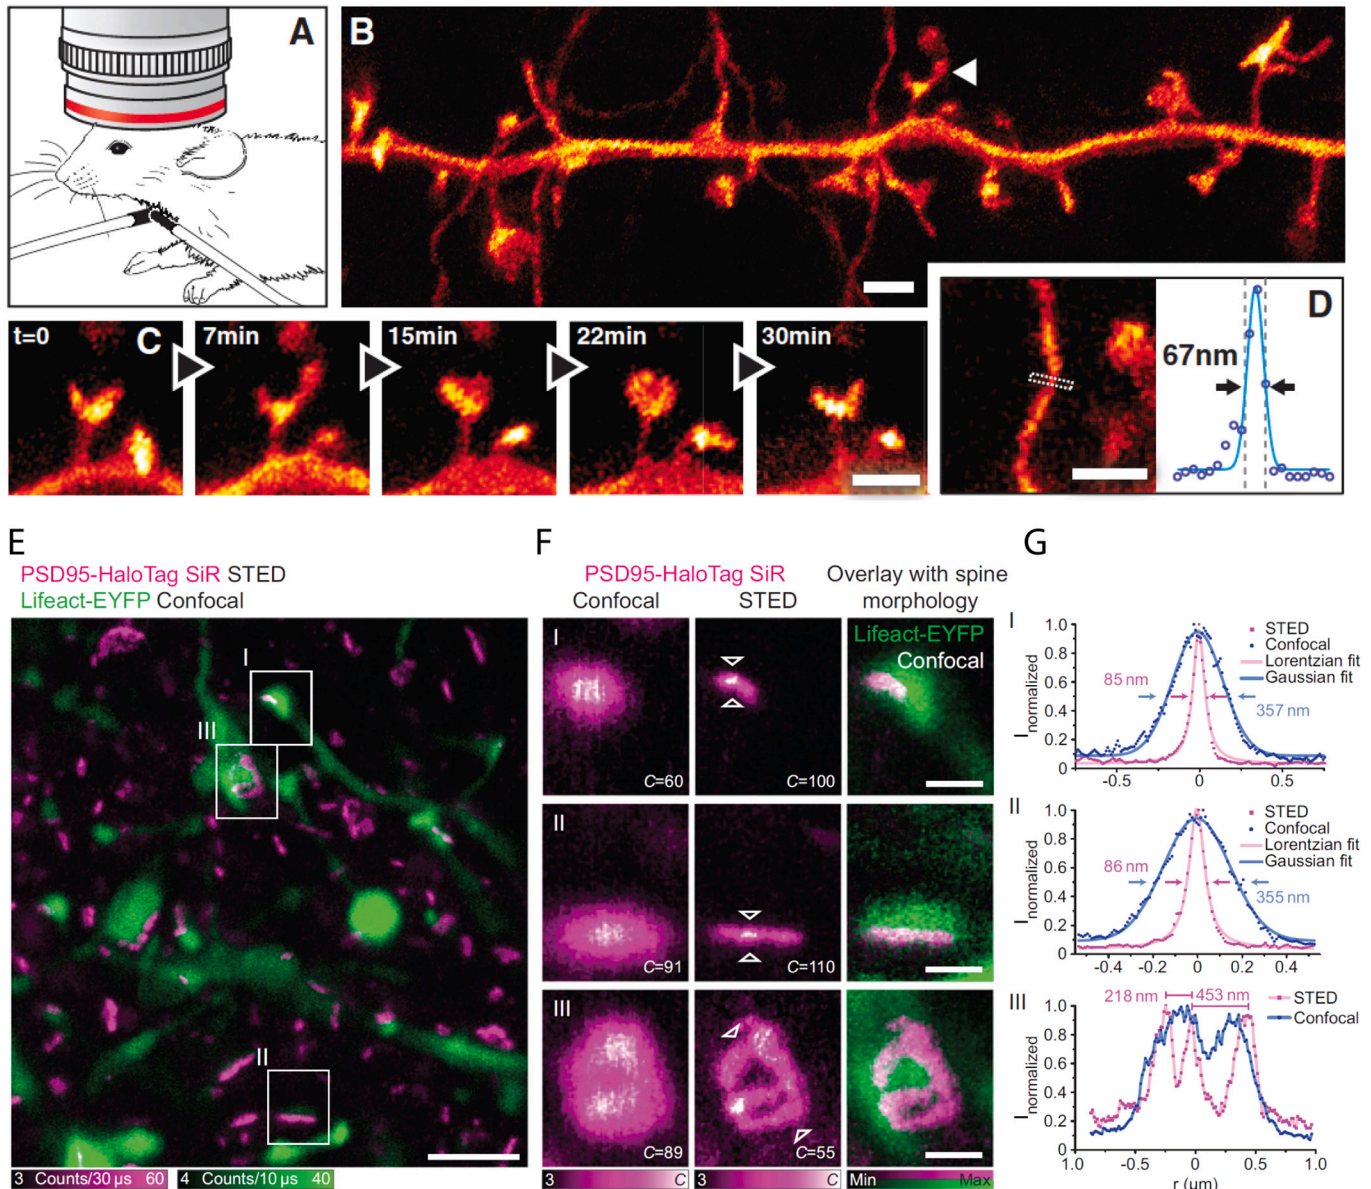 A
B
t=0
C
7min
15min
22min
30min
D
67nm
E
PSD95-HaloTag SiR STED
Lifeact-EYFP Confocal
I
III
II
3 Counts/30 µs 60
4 Counts/10 µs 40
F
PSD95-HaloTag SiR
Confocal
STED
Overlay with spine
morphology
I
C=60
C=100
Lifeact-EYFP
Confocal
II
C=91
C=110
III
C=89
C=55
3 C
3 C
Min Max
G
I
Inormalized
1.0
0.8
0.6
0.4
0.2
0
-0.5
0
0.5
85 nm
357 nm
STED
Confocal
Lorentzian fit
Gaussian fit
II
Inormalized
1.0
0.8
0.6
0.4
0.2
0
-0.4
-0.2
0
0.2
0.4
86 nm
355 nm
STED
Confocal
Lorentzian fit
Gaussian fit
III
Inormalized
1.0
0.8
0.6
0.4
0.2
0
1.0
-0.5
0
0.5
1.0
218 nm
453 nm
STED
Confocal
r (µm)